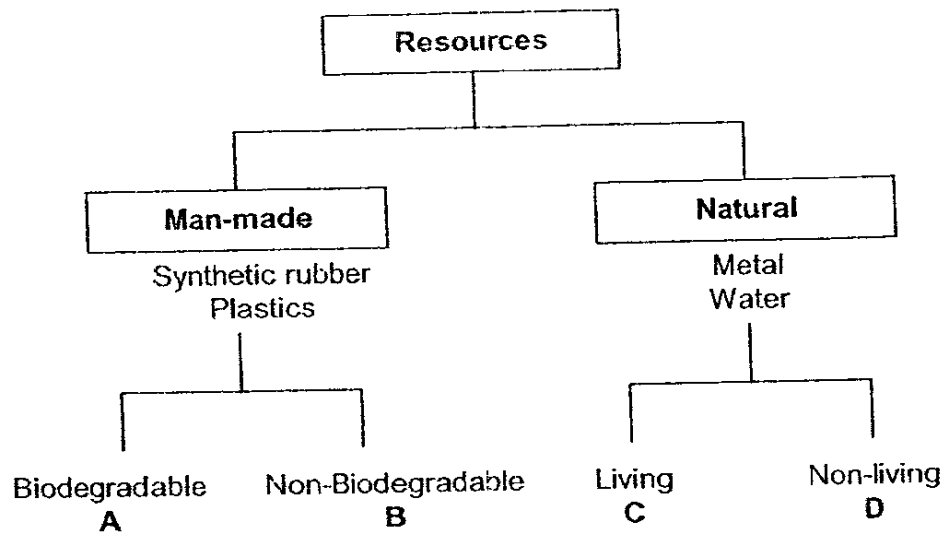 Resources
Man-made
Natural
Synthetic rubber
Plastics
Metal
Water
Biodegradable
A
Non-Biodegradable
B
Living
C
Non-living
D